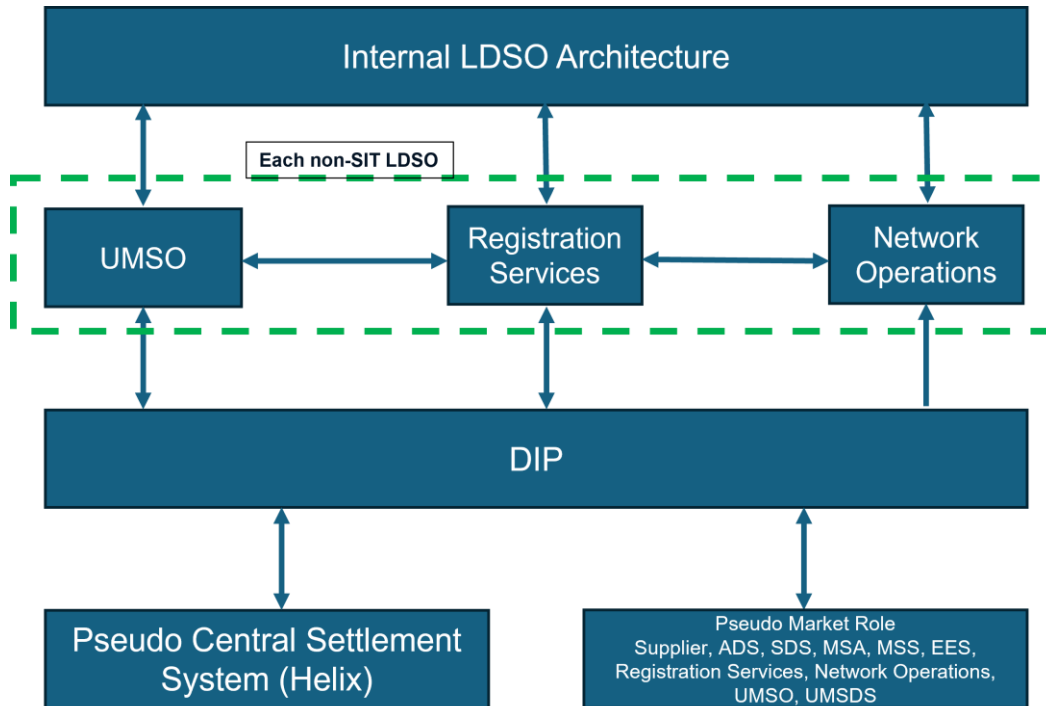 Internal LDSO Architecture
Each non-SIT LDSO
UMSO
Registration
Services
Network
Operations
DIP
Pseudo Central Settlement
System (Helix)
Pseudo Market Role
Supplier, ADS, SDS, MSA, MSS, EES,
Registration Services, Network Operations,
UMSO, UMSDS